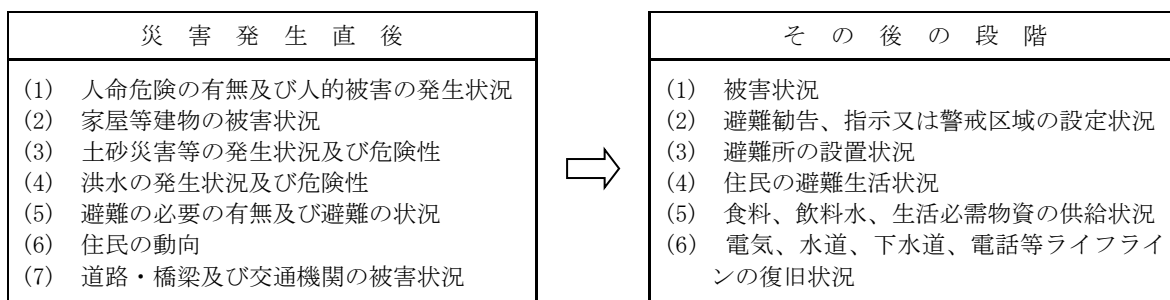 災害発生直後
(1) 人命危険の有無及び人的被害の発生状況
(2) 家屋等建物の被害状況
(3) 土砂災害等の発生状況及び危険性
(4) 洪水の発生状況及び危険性
(5) 避難の必要の有無及び避難の状況
(6) 住民の動向
(7) 道路・橋梁及び交通機関の被害状況
その後の段階
(1) 被害状況
(2) 避難勧告、指示又は警戒区域の設定状況
(3) 避難所の設置状況
(4) 住民の避難生活状況
(5) 食料、飲料水、生活必需物資の供給状況
(6) 電気、水道、下水道、電話等ライフライ
ンの復旧状況